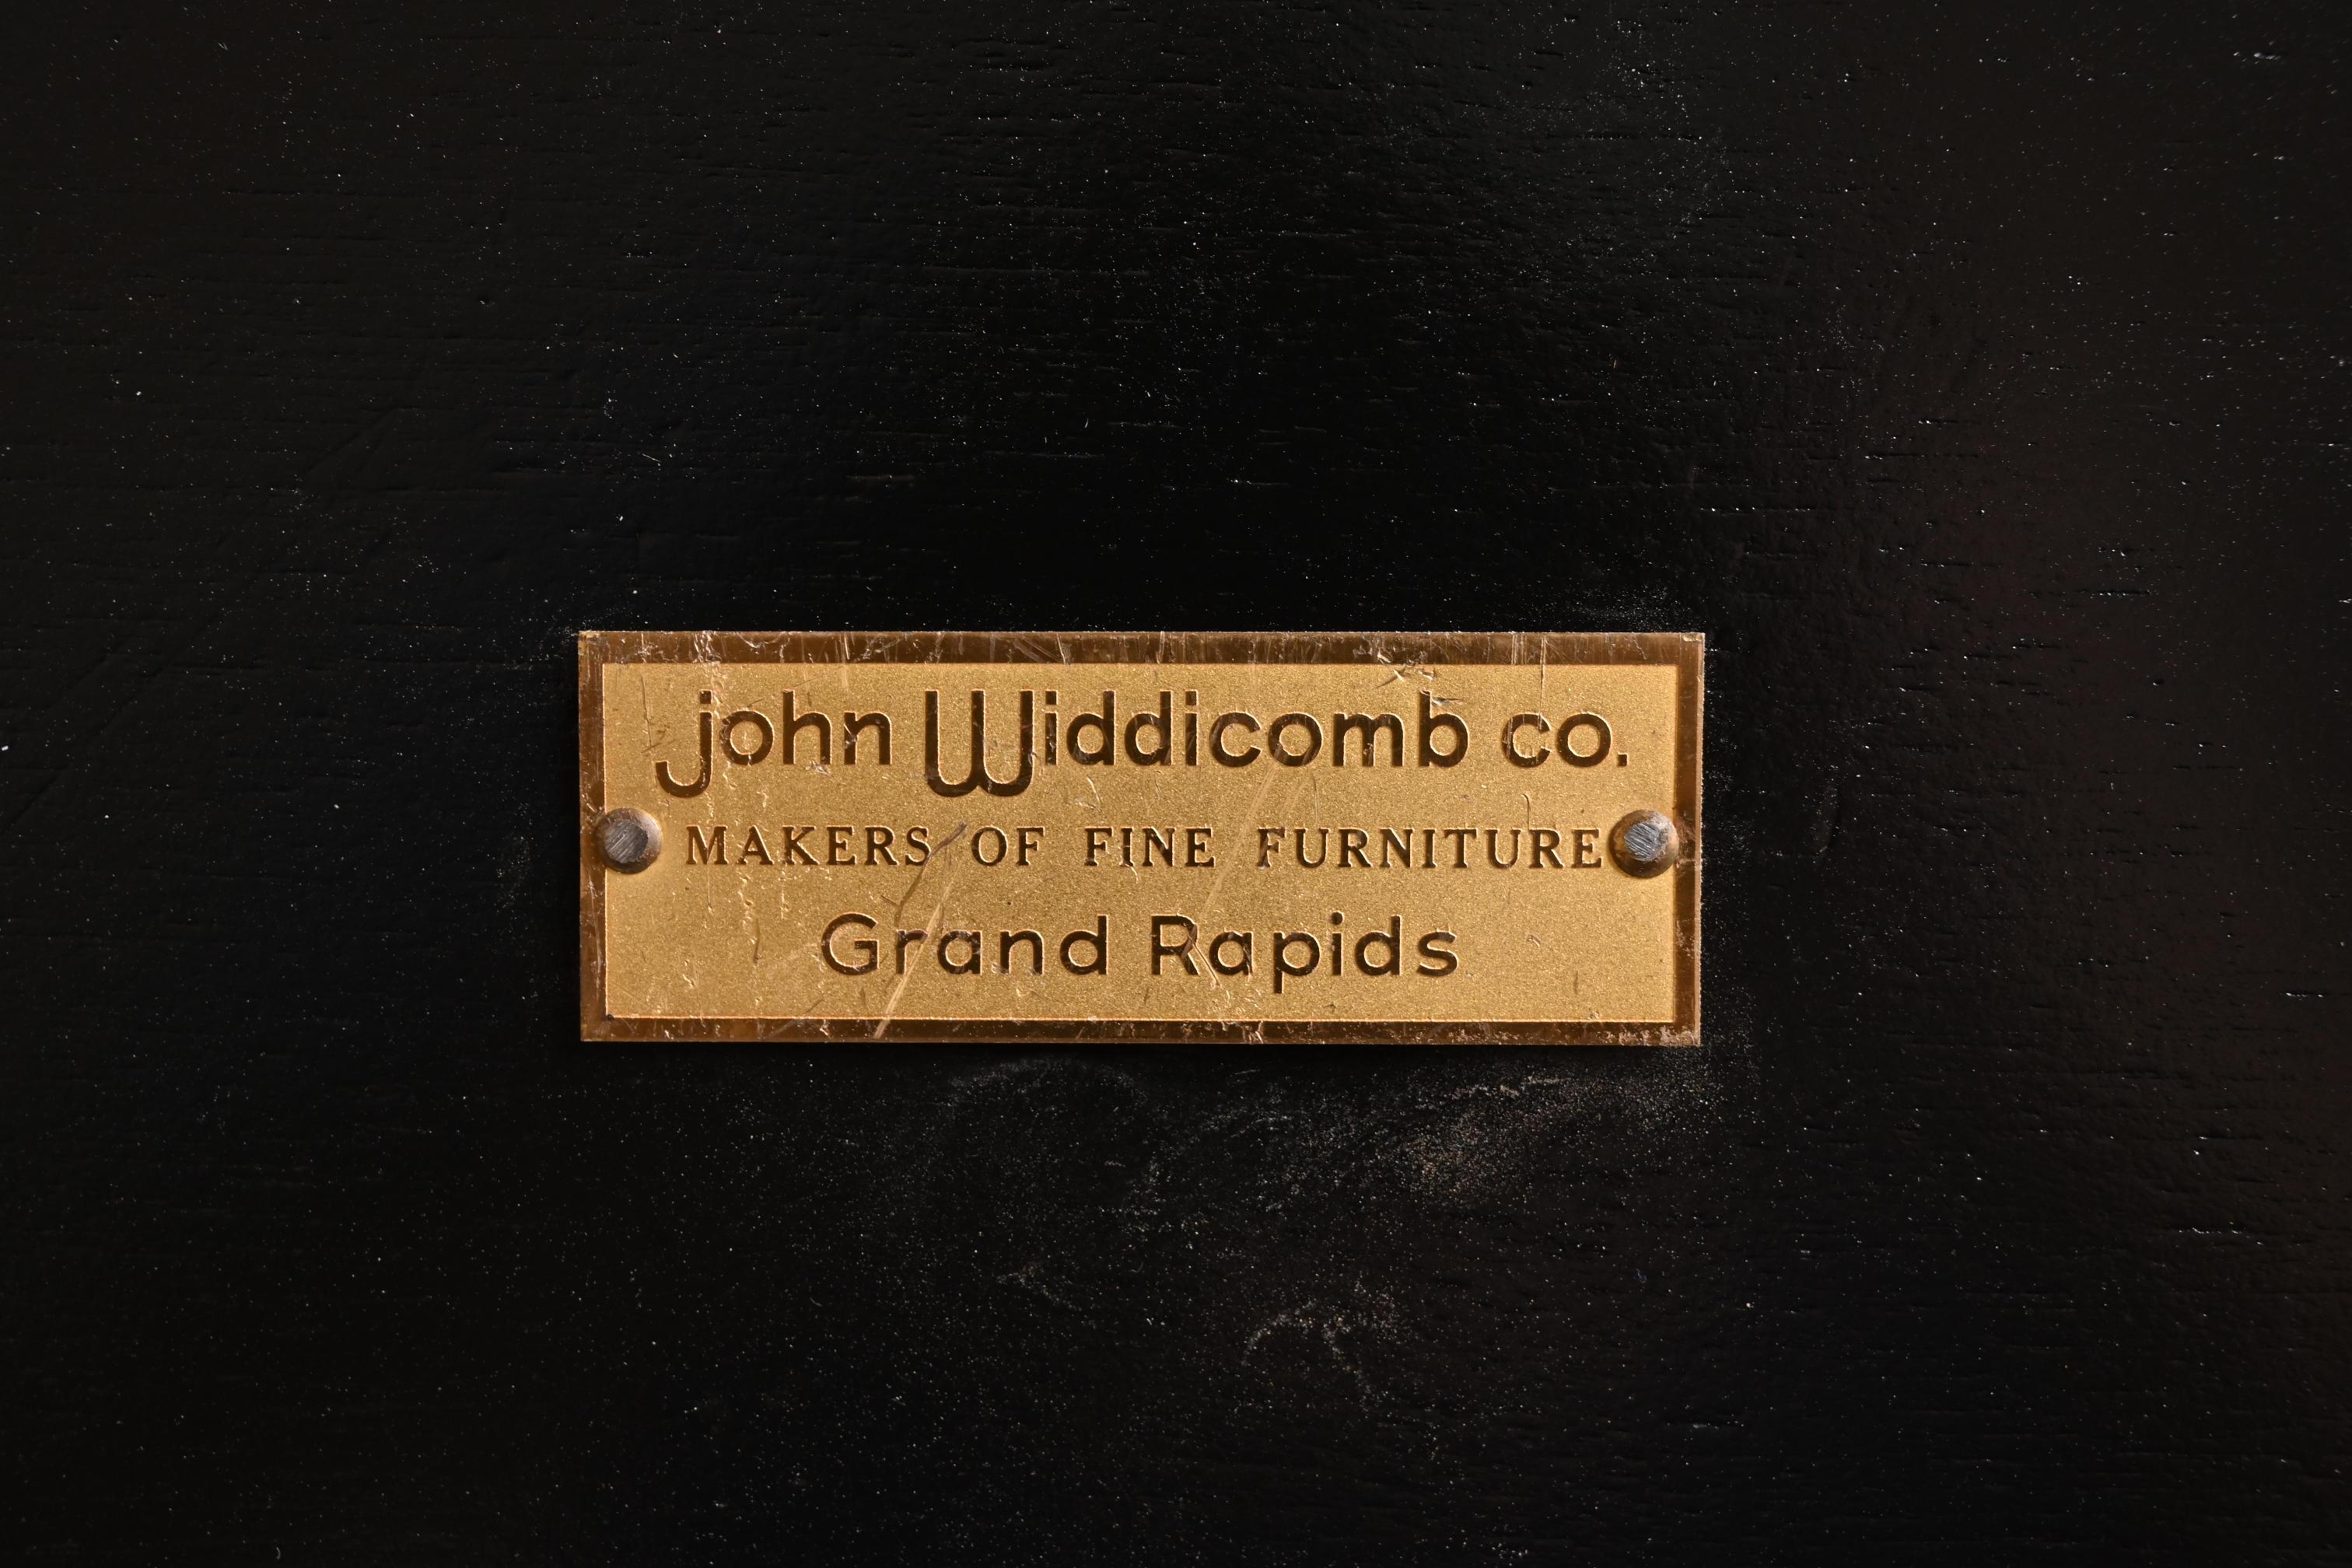 john Widdicomb co.
MAKERS OF FINE FURNITURE
Grand Rapids